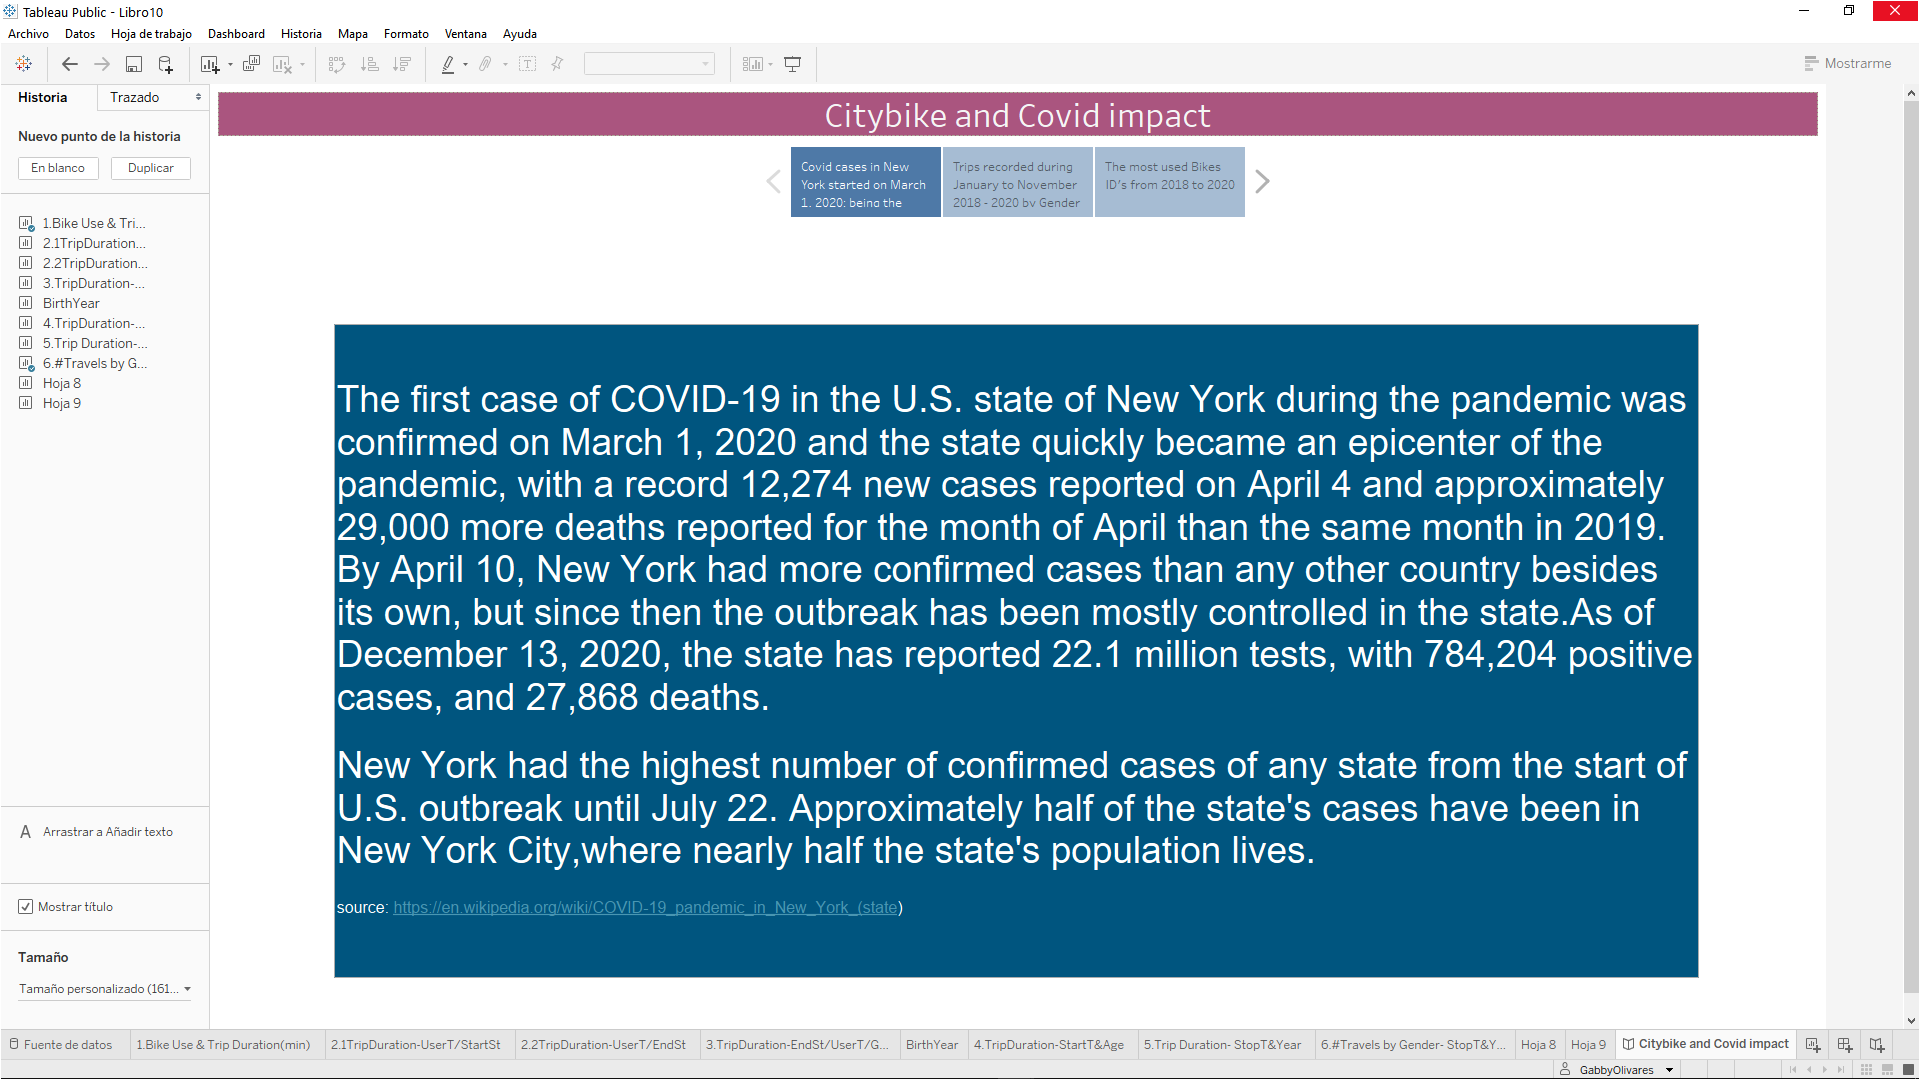 Tableau Public - Libro10
Archivo Datos Hoja de trabajo Dashboard Historia Mapa Formato Ventana Ayuda
Mostrarme
Historia Trazado
Nuevo punto de la historia
En blanco Duplicar
1.Bike Use & Tri...
2.1TripDuration...
2.2TripDuration...
3.TripDuration-...
BirthYear
4.TripDuration-...
5.Trip Duration-...
6.#Travels by G...
Hoja 8
Hoja 9
A Arrastrar a Añadir texto
Mostrar título
Tamaño
Tamaño personalizado (161...
Citybike and Covid impact
Covid cases in New
York started on March
1, 2020; being the
Trips recorded during
January to November
2018 - 2020 by Gender
The most used Bikes
ID's from 2018 to 2020
The first case of COVID-19 in the U.S. state of New York during the pandemic was
confirmed on March 1, 2020 and the state quickly became an epicenter of the
pandemic, with a record 12,274 new cases reported on April 4 and approximately
29,000 more deaths reported for the month of April than the same month in 2019.
By April 10, New York had more confirmed cases than any other country besides
its own, but since then the outbreak has been mostly controlled in the state.As of
December 13, 2020, the state has reported 22.1 million tests, with 784,204 positive
cases, and 27,868 deaths.
New York had the highest number of confirmed cases of any state from the start of
U.S. outbreak until July 22. Approximately half of the state's cases have been in
New York City,where nearly half the state's population lives.
source: https://en.wikipedia.org/wiki/COVID-19_pandemic_in_New_York_(state)
Fuente de datos 1.Bike Use & Trip Duration(min) 2.1TripDuration-UserT/StartSt 2.2TripDuration-UserT/EndSt 3.TripDuration-EndSt/UserT/G... BirthYear 4.TripDuration-StartT&Age 5.Trip Duration- StopT&Year 6.#Travels by Gender- StopT&Y... Hoja 8 Hoja 9 Citybike and Covid impact
GabbyOlivares